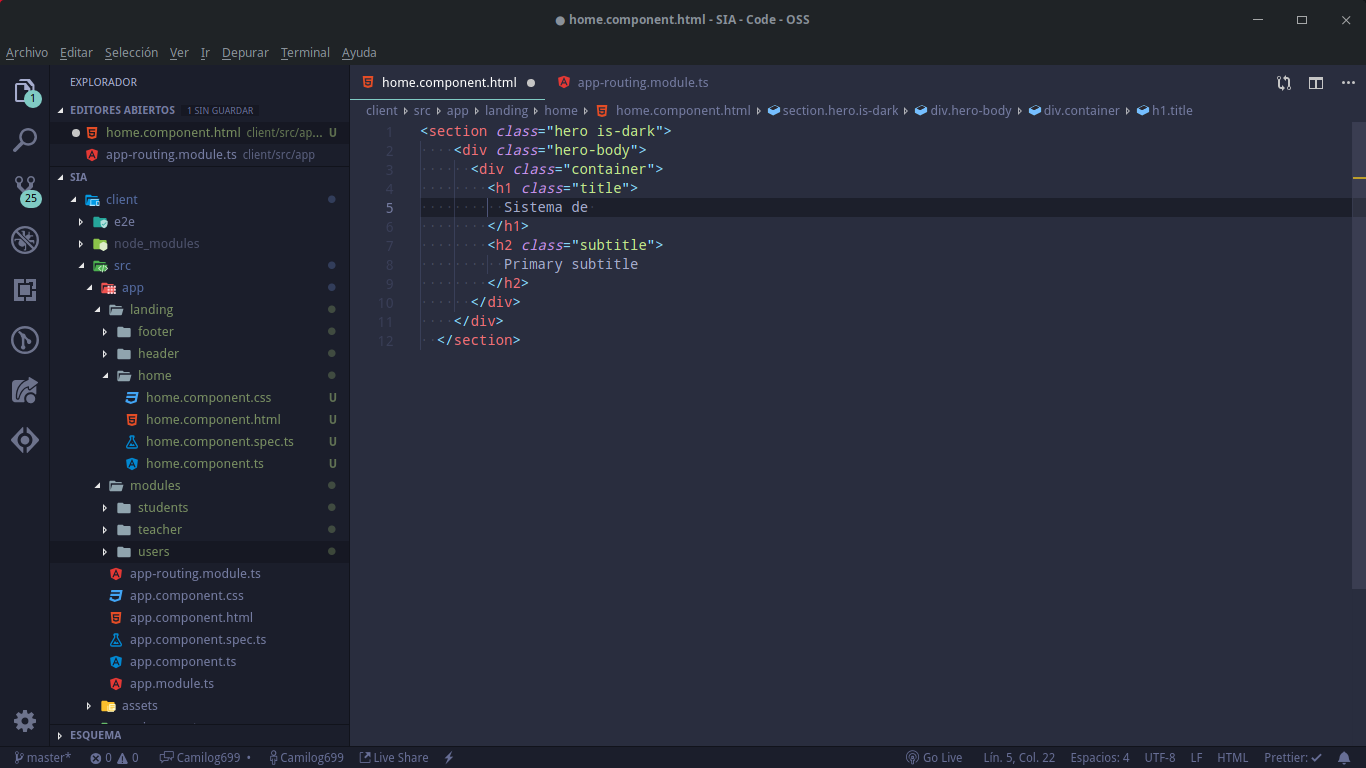 home.component.html - SIA - Code - OSS
Archivo Editar Selección Ver Ir Depurar Terminal Ayuda
EXPLORADOR
EDITORES ABIERTOS 1 SIN GUARDAR
home.component.html client/src/ap... U
app-routing.module.ts client/src/app
SIA
client
e2e
node_modules
src
app
landing
footer
header
home
home.component.css U
home.component.html U
home.component.spec.ts U
home.component.ts U
modules
students
teacher
users
app-routing.module.ts
app.component.css
app.component.html
app.component.spec.ts
app.component.ts
app.module.ts
assets
ESQUEMA
1
25
home.component.html app-routing.module.ts
client src app landing home home.component.html section.hero.is-dark div.hero-body div.container h1.title
1 <section class="hero is-dark">
2 <div class="hero-body">
3 <div class="container">
4 <h1 class="title">
5 Sistema de
6 </h1>
7 <h2 class="subtitle">
8 Primary subtitle
9 </h2>
10 </div>
11 </div>
12 </section>
master* 0 0 Camilog699 Camilog699 Live Share Go Live Lín. 5, Col. 22 Espacios: 4 UTF-8 LF HTML Prettier: ✓